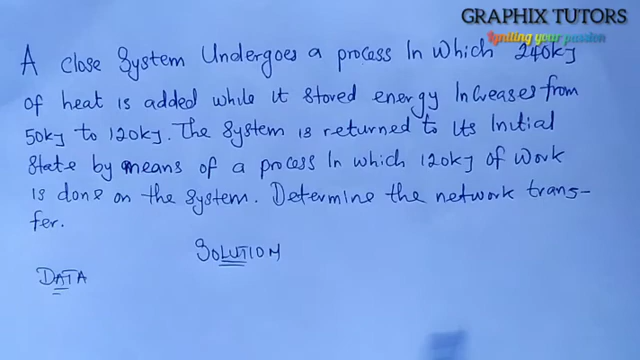 GRAPHIX TUTORS
Igniting your passion
A Close System Undergoes a process In which 240kJ
of heat is added while it stored energy Increases from
50kJ to 120kJ. The System is returned to Its Initial
State by means of a process In which 120kJ of work
is done on the System. Determine the network trans-
fer.
SOLUTION
DATA